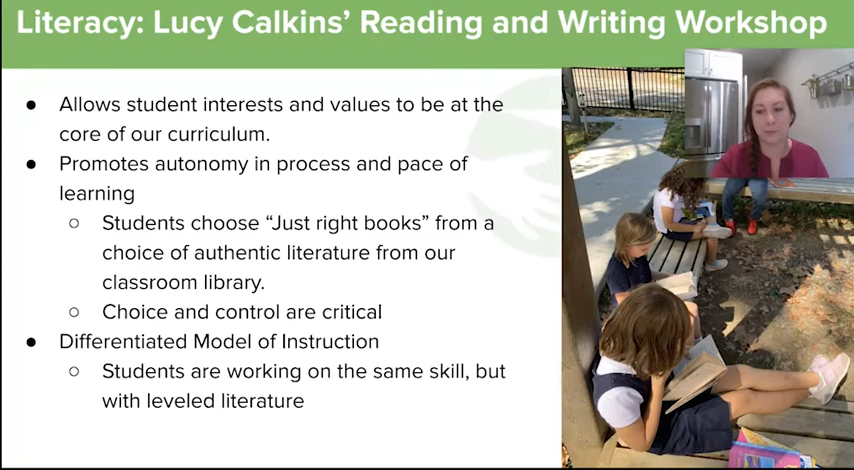 Literacy: Lucy Calkins’ Reading and Writing Workshop
● Allows student interests and values to be at the
core of our curriculum.
● Promotes autonomy in process and pace of
learning
○ Students choose “Just right books” from a
choice of authentic literature from our
classroom library.
○ Choice and control are critical
● Differentiated Model of Instruction
○ Students are working on the same skill, but
with leveled literature